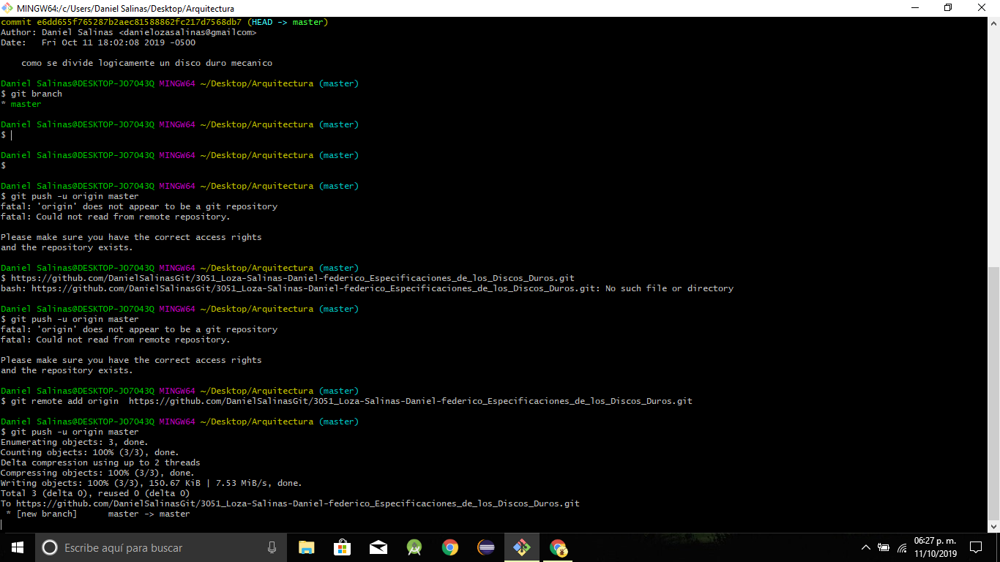 MINGW64:/c/Users/Daniel Salinas/Desktop/Arquitectura
commit e6dd655f765287b2aec81588862fc217d7568db7 (HEAD -> master)
Author: Daniel Salinas <danielozasalinas@gmailcom>
Date:   Fri Oct 11 18:02:08 2019 -0500
    como se divide logicamente un disco duro mecanico
Daniel Salinas@DESKTOP-JO7O43Q MINGW64 ~/Desktop/Arquitectura (master)
$ git branch
* master
Daniel Salinas@DESKTOP-JO7O43Q MINGW64 ~/Desktop/Arquitectura (master)
$
Daniel Salinas@DESKTOP-JO7O43Q MINGW64 ~/Desktop/Arquitectura (master)
$
Daniel Salinas@DESKTOP-JO7O43Q MINGW64 ~/Desktop/Arquitectura (master)
$ git push -u origin master
fatal: 'origin' does not appear to be a git repository
fatal: Could not read from remote repository.
Please make sure you have the correct access rights
and the repository exists.
Daniel Salinas@DESKTOP-JO7O43Q MINGW64 ~/Desktop/Arquitectura (master)
$ https://github.com/DanielSalinasGit/3051_Loza-Salinas-Daniel-federico_Especificaciones_de_los_Discos_Duros.git
bash: https://github.com/DanielSalinasGit/3051_Loza-Salinas-Daniel-federico_Especificaciones_de_los_Discos_Duros.git: No such file or directory
Daniel Salinas@DESKTOP-JO7O43Q MINGW64 ~/Desktop/Arquitectura (master)
$ git push -u origin master
fatal: 'origin' does not appear to be a git repository
fatal: Could not read from remote repository.
Please make sure you have the correct access rights
and the repository exists.
Daniel Salinas@DESKTOP-JO7O43Q MINGW64 ~/Desktop/Arquitectura (master)
$ git remote add origin  https://github.com/DanielSalinasGit/3051_Loza-Salinas-Daniel-federico_Especificaciones_de_los_Discos_Duros.git
Daniel Salinas@DESKTOP-JO7O43Q MINGW64 ~/Desktop/Arquitectura (master)
$ git push -u origin master
Enumerating objects: 3, done.
Counting objects: 100% (3/3), done.
Delta compression using up to 2 threads
Compressing objects: 100% (3/3), done.
Writing objects: 100% (3/3), 150.67 KiB | 7.53 MiB/s, done.
Total 3 (delta 0), reused 0 (delta 0)
To https://github.com/DanielSalinasGit/3051_Loza-Salinas-Daniel-federico_Especificaciones_de_los_Discos_Duros.git
 * [new branch]      master -> master
Escribe aquí para buscar
06:27 p. m.
11/10/2019